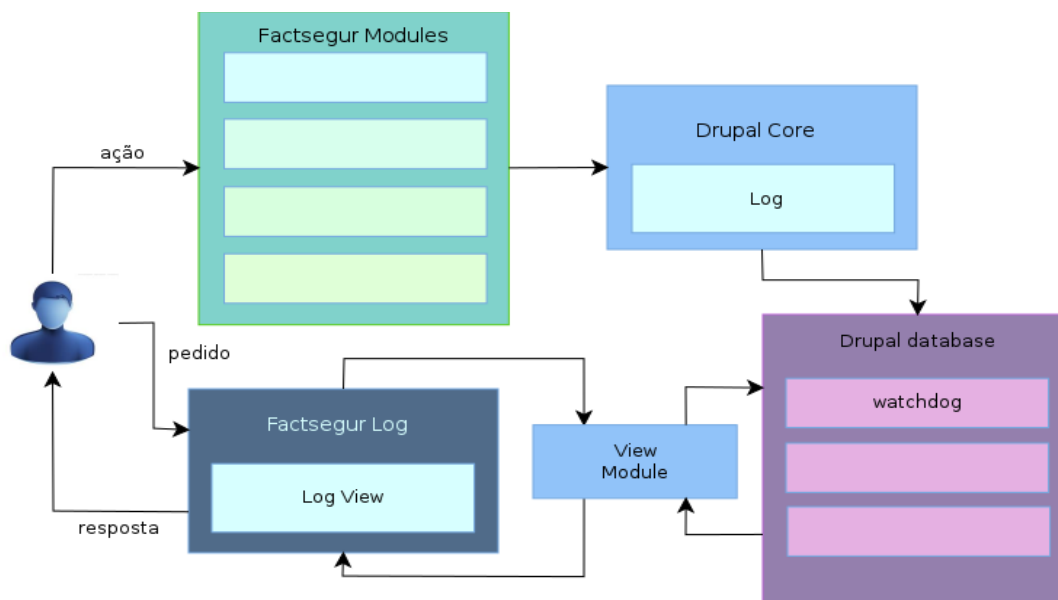 Factsegur Modules
ação
Drupal Core
Log
pedido
Drupal database
watchdog
Factsegur Log
Log View
View
Module
resposta